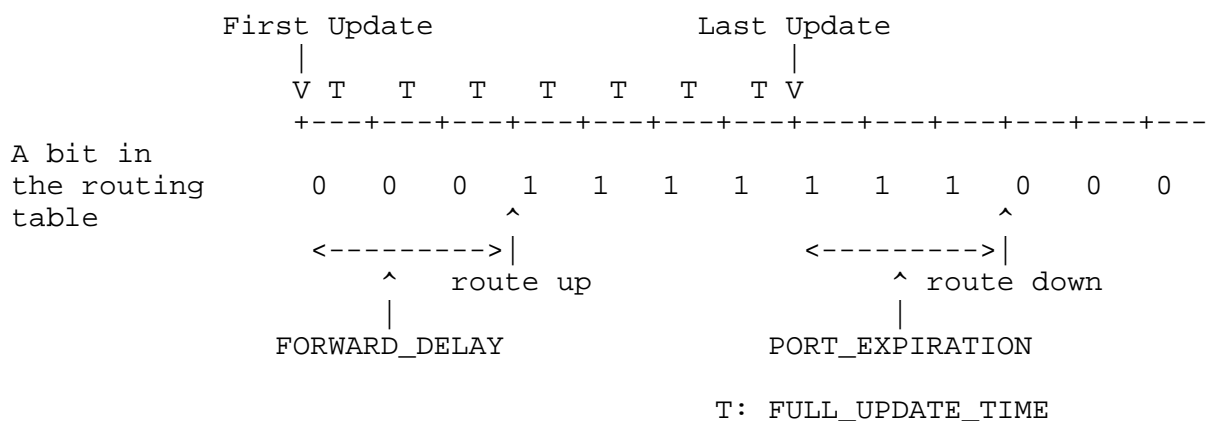 First Update                Last Update
|                           |
V T   T   T   T   T   T   T V
+---+---+---+---+---+---+---+---+---+---+---+---+---
A bit in
the routing      0   0   0   1   1   1   1   1   1   1   0   0   0
table                        ^                           ^
<--------->|                <--------->|
^   route up                 ^ route down
|                            |
FORWARD_DELAY               PORT_EXPIRATION
T: FULL_UPDATE_TIME